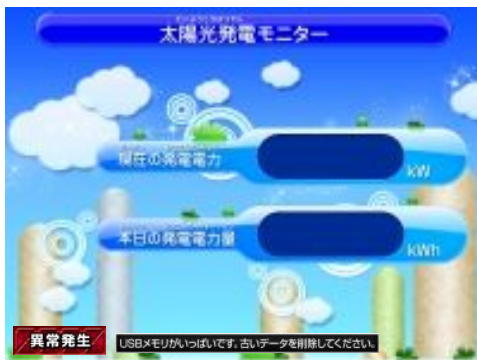 太陽光発電モニター
現在の発電電力
kW
本日の発電電力量
kWh
異常発生
USBメモリがいっぱいです。古いデータを削除してください。